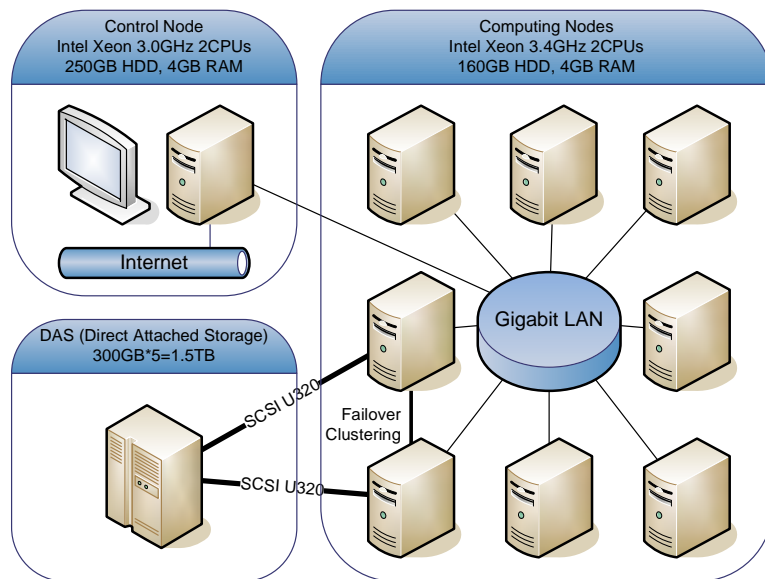 Control Node
Intel Xeon 3.0GHz 2CPUs
250GB HDD, 4GB RAM
Internet
Computing Nodes
Intel Xeon 3.4GHz 2CPUs
160GB HDD, 4GB RAM
Gigabit LAN
DAS (Direct Attached Storage)
300GB*5=1.5TB
SCSI U320
Failover
Clustering
SCSI U320